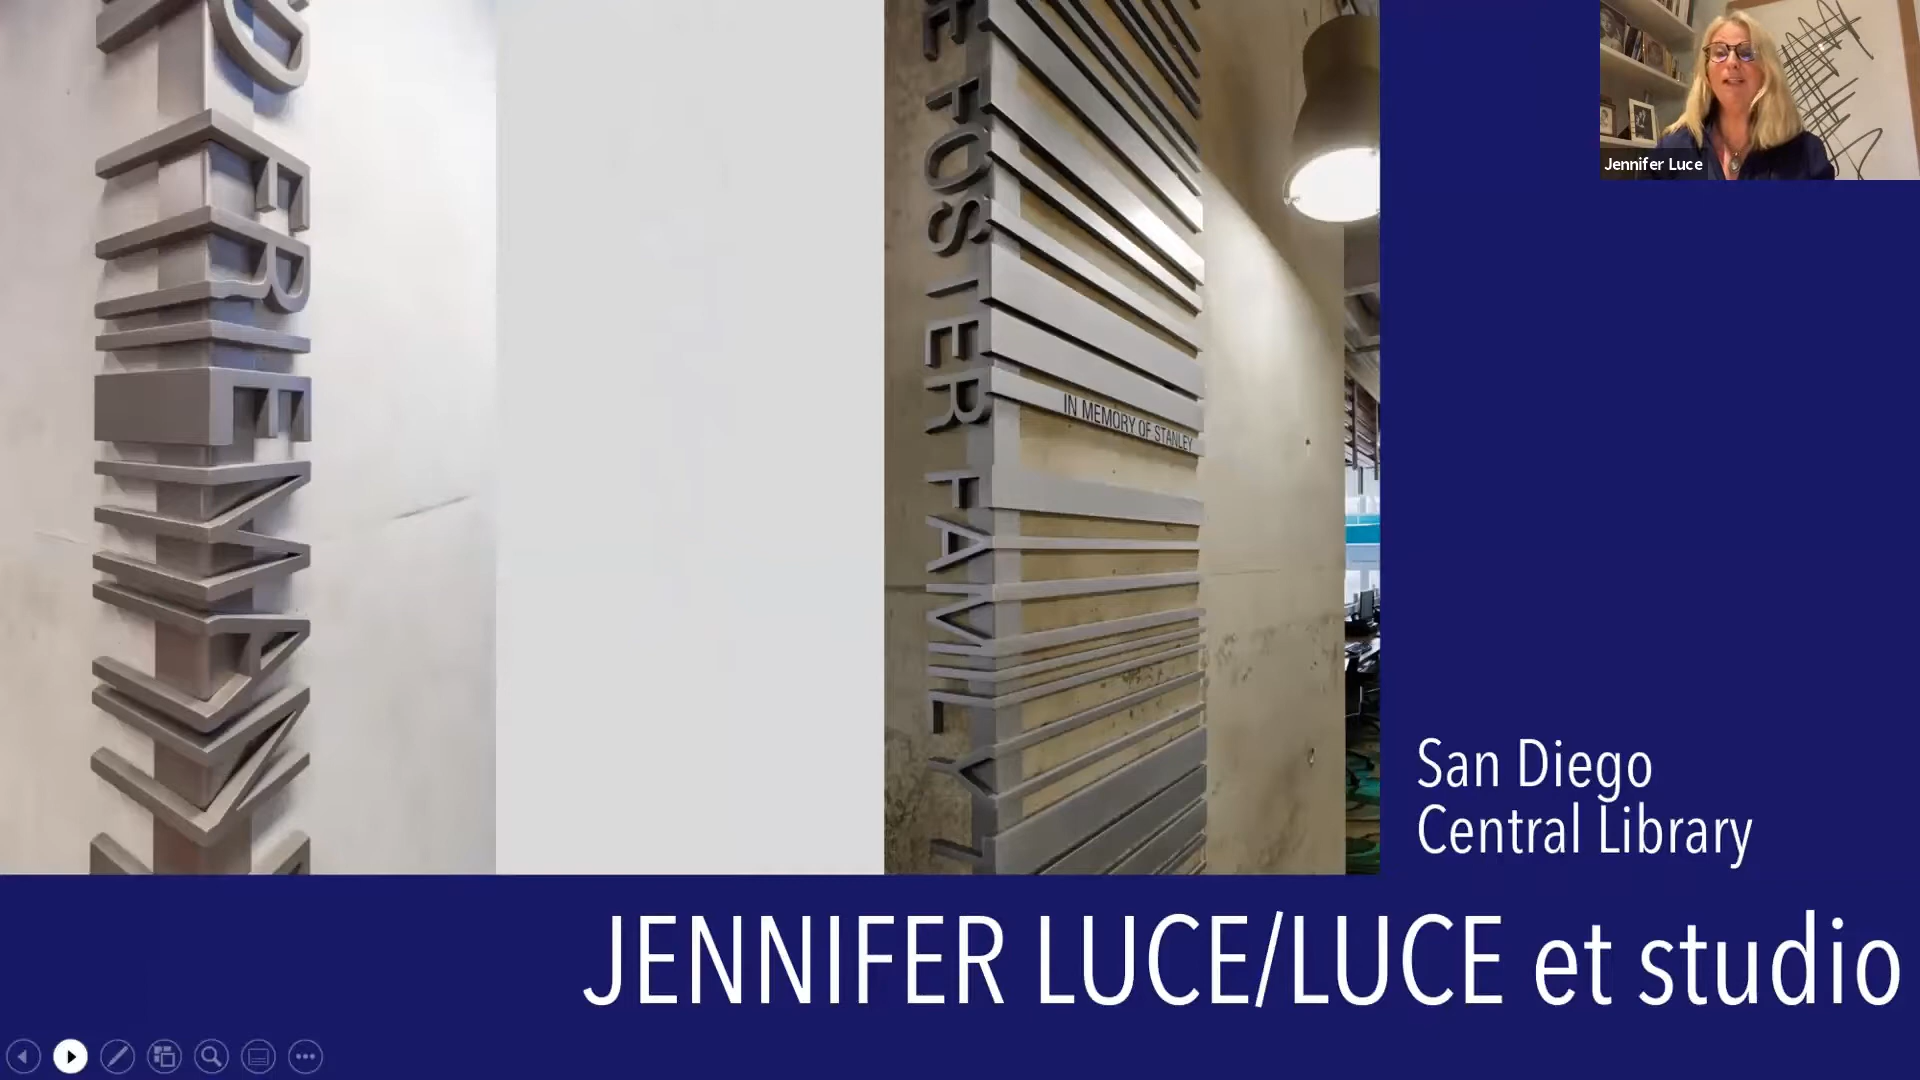 E FOSTER FAMILY
IN MEMORY OF STANLEY
Jennifer Luce
San Diego
Central Library
JENNIFER LUCE/LUCE et studio